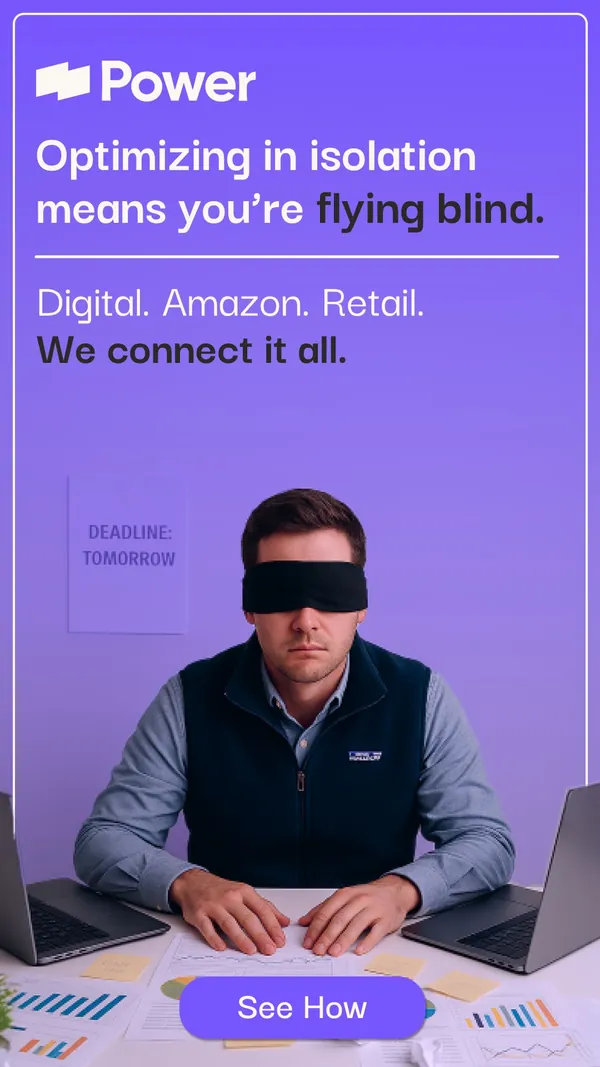 Power
Optimizing in isolation
means you’re flying blind.
Digital. Amazon. Retail.
We connect it all.
DEADLINE:
TOMORROW
See How